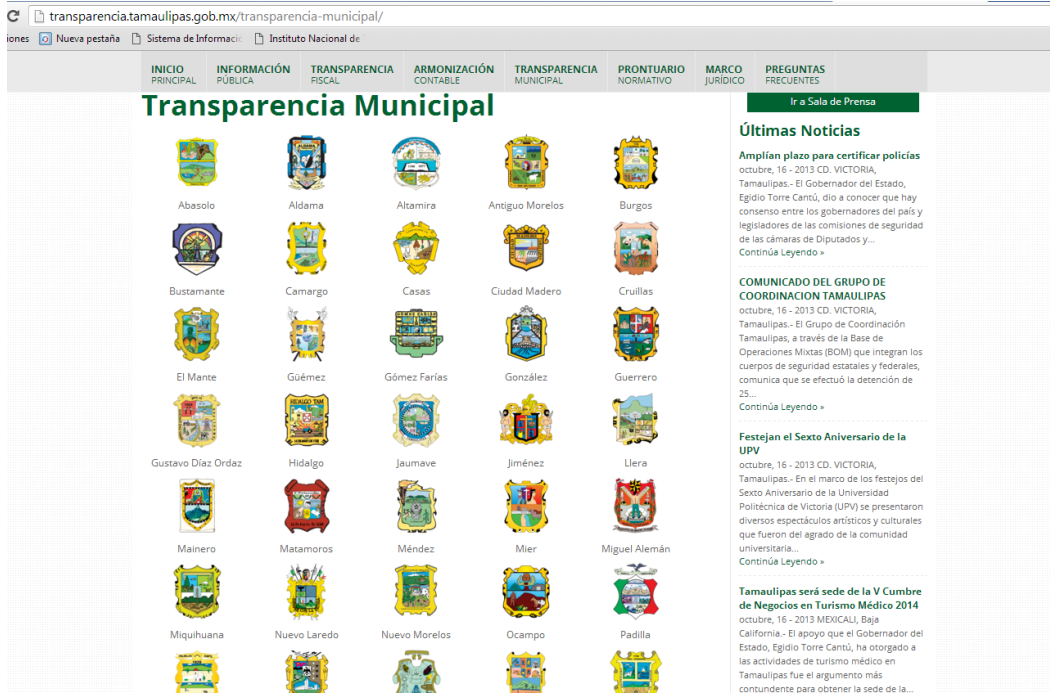 transparencia.tamaulipas.gob.mx/transparencia-municipal/
iones Nueva pestaña Sistema de Informaci Instituto Nacional de
INICIO
PRINCIPAL
INFORMACIÓN
PÚBLICA
TRANSPARENCIA
FISCAL
ARMONIZACIÓN
CONTABLE
TRANSPARENCIA
MUNICIPAL
PRONTUARIO
NORMATIVO
MARCO
JURÍDICO
PREGUNTAS
FRECUENTES
Transparencia Municipal
Abasolo Aldama Altamira Antiguo Morelos Burgos
Bustamante Camargo Casas Ciudad Madero Cruillas
El Mante Güémez Gómez Farías González Guerrero
HIDALGO TAM
Gustavo Díaz Ordaz Hidalgo Jaumave Jiménez Llera
Mainero Matamoros Méndez Mier Miguel Alemán
Miquihuana Nuevo Laredo Nuevo Morelos Ocampo Padilla
Ir a Sala de Prensa
Últimas Noticias
Amplían plazo para certificar policías
octubre, 16 - 2013 CD. VICTORIA,
Tamaulipas.- El Gobernador del Estado,
Egidio Torre Cantú, dio a conocer que hay
consenso entre los gobernadores del país y
legisladores de las comisiones de seguridad
de las cámaras de Diputados y...
Continúa Leyendo »
COMUNICADO DEL GRUPO DE
COORDINACION TAMAULIPAS
octubre, 16 - 2013 CD. VICTORIA,
Tamaulipas.- El Grupo de Coordinación
Tamaulipas, a través de la Base de
Operaciones Mixtas (BOM) que integran los
cuerpos de seguridad estatales y federales,
comunica que se efectuó la detención de
25...
Continúa Leyendo »
Festejan el Sexto Aniversario de la
UPV
octubre, 16 - 2013 CD. VICTORIA,
Tamaulipas.- En el marco de los festejos del
Sexto Aniversario de la Universidad
Politécnica de Victoria (UPV) se presentaron
diversos espectáculos artísticos y culturales
que fueron del agrado de la comunidad
universitaria...
Continúa Leyendo »
Tamaulipas será sede de la V Cumbre
de Negocios en Turismo Médico 2014
octubre, 16 - 2013 MEXICALI, Baja
California.- El apoyo que el Gobernador del
Estado, Egidio Torre Cantú, ha otorgado a
las actividades de turismo médico en
Tamaulipas fue el argumento más
contundente para obtener la sede de la...